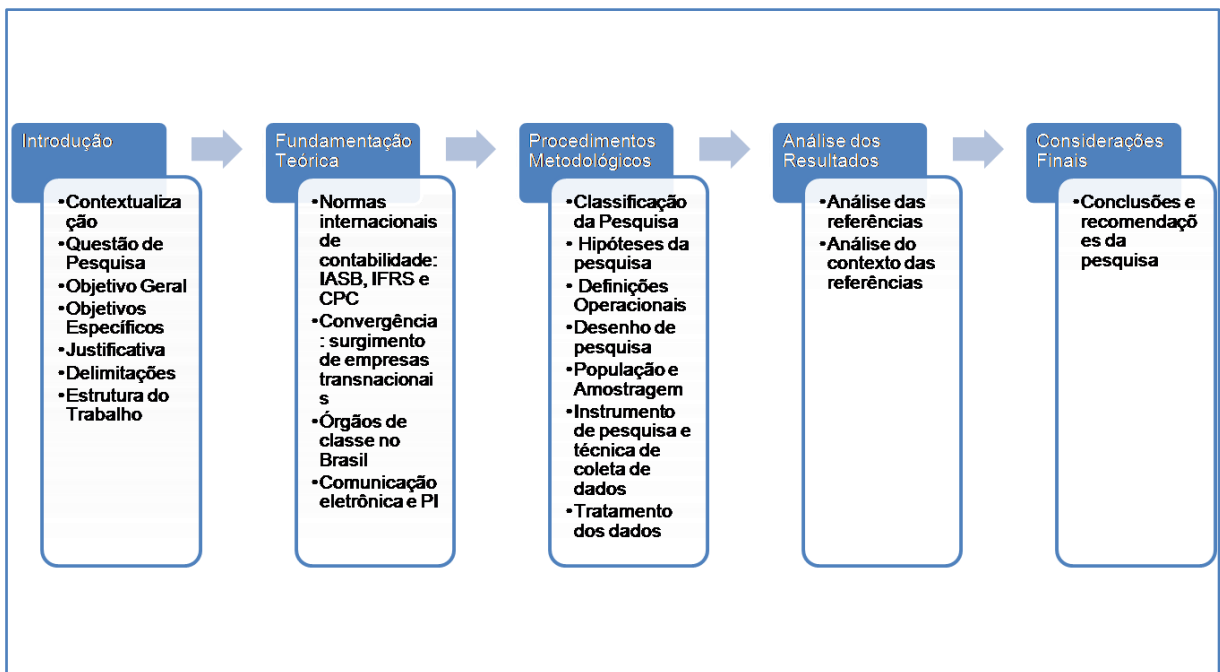 Introdução
•Contextualiza
ção
•Questão de
Pesquisa
•Objetivo Geral
•Objetivos
Específicos
•Justificativa
•Delimitações
•Estrutura do
Trabalho
Fundamentação
Teórica
•Normas
internacionais
de
contabilidade:
IASB, IFRS e
CPC
•Convergência
: surgimento
de empresas
transnacionai
s
•Órgãos de
classe no
Brasil
•Comunicação
eletrônica e PI
Procedimentos
Metodológicos
•Classificação
da Pesquisa
• Hipóteses da
pesquisa
• Definições
Operacionais
•Desenho de
pesquisa
•População e
Amostragem
•Instrumento
de pesquisa e
técnica de
coleta de
dados
•Tratamento
dos dados
Análise dos
Resultados
•Análise das
referências
•Análise do
contexto das
referências
Considerações
Finais
•Conclusões e
recomendaçõ
es da
pesquisa